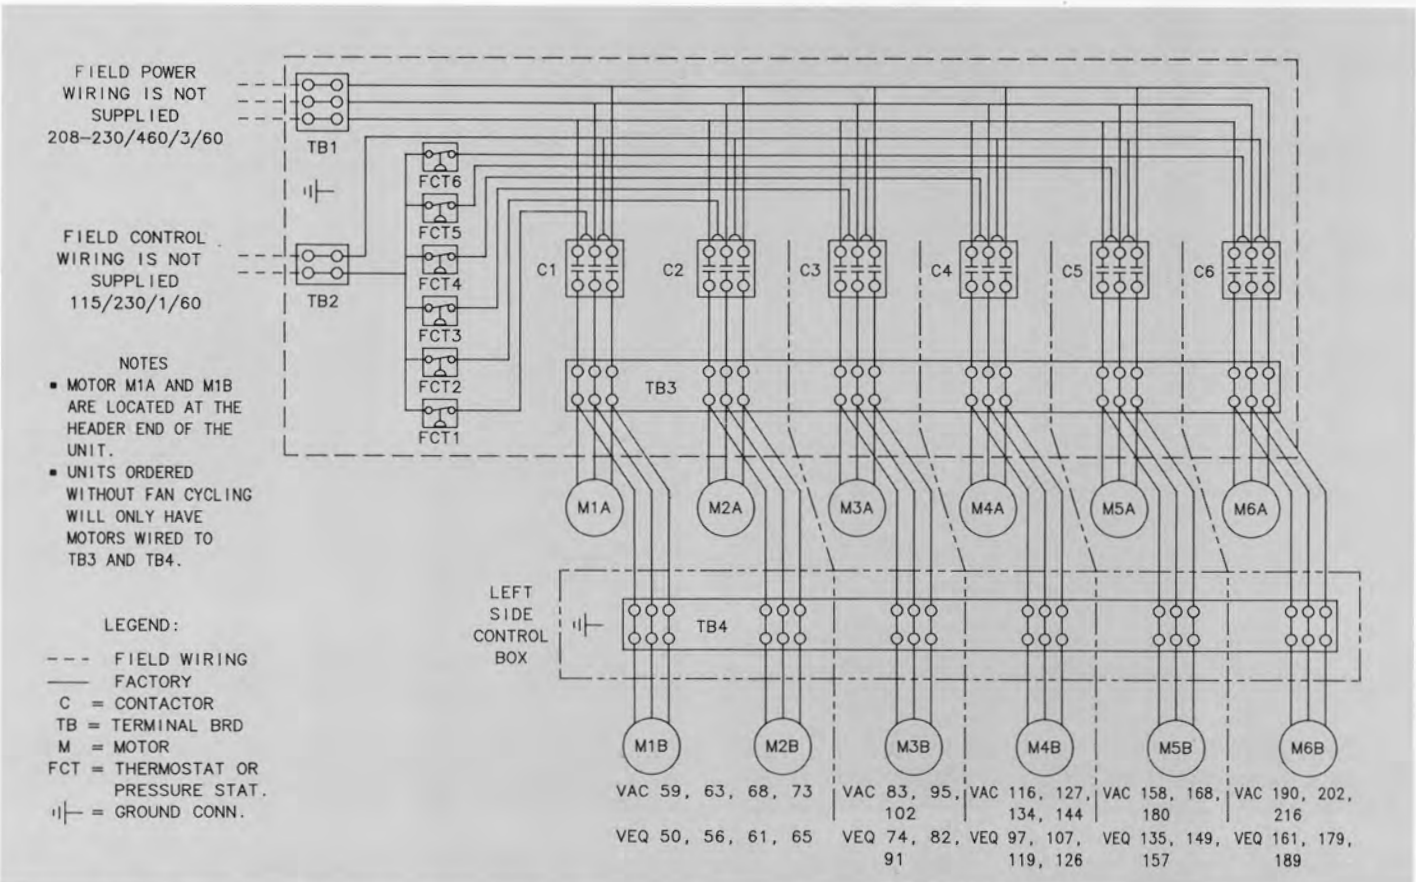 FIELD POWER
WIRING IS NOT
SUPPLIED
208-230/460/3/60
TB1
FCT6
FCT5
FIELD CONTROL
WIRING IS NOT
SUPPLIED
115/230/1/60
TB2
FCT4
FCT3
FCT2
FCT1
C1
C2
C3
C4
C5
C6
TB3
NOTES
▪ MOTOR M1A AND M1B
ARE LOCATED AT THE
HEADER END OF THE
UNIT.
▪ UNITS ORDERED
WITHOUT FAN CYCLING
WILL ONLY HAVE
MOTORS WIRED TO
TB3 AND TB4.
M1A
M2A
M3A
M4A
M5A
M6A
LEFT
SIDE
CONTROL
BOX
TB4
LEGEND:
--- FIELD WIRING
— FACTORY
C = CONTACTOR
TB = TERMINAL BRD
M = MOTOR
FCT = THERMOSTAT OR
PRESSURE STAT.
= GROUND CONN.
M1B
M2B
M3B
M4B
M5B
M6B
VAC 59, 63, 68, 73
VEQ 50, 56, 61, 65
VAC 83, 95,
102
VEQ 74, 82,
91
VAC 116, 127,
134, 144
VEQ 97, 107,
119, 126
VAC 158, 168,
180
VEQ 135, 149,
157
VAC 190, 202,
216
VEQ 161, 179,
189